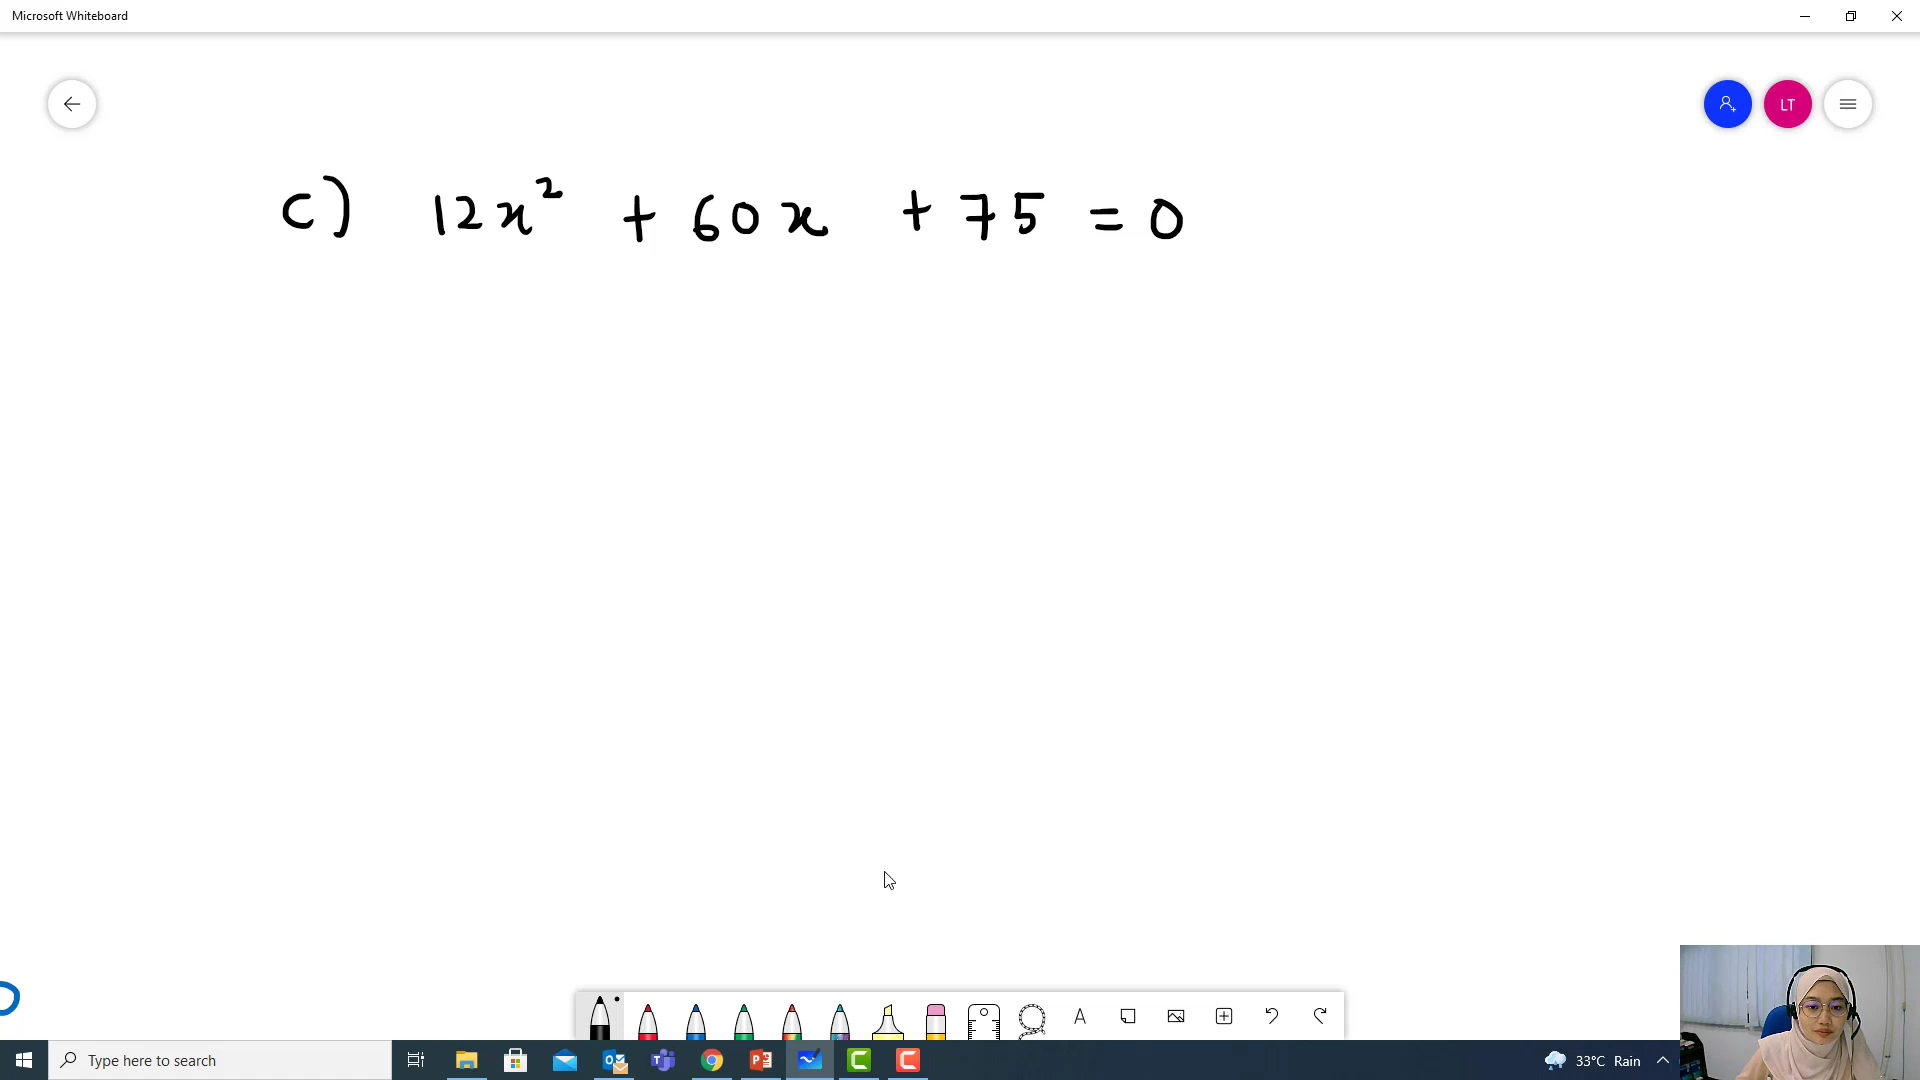 Microsoft Whiteboard
LT
c) 12x² + 60x + 75 = 0
A
Type here to search
33°C Rain